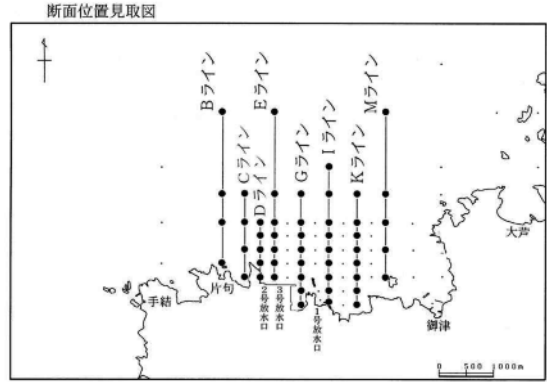 断面位置見取図
Bライン
Cライン
Dライン
Eライン
Gライン
Iライン
Kライン
Mライン
大芦
手結
片句
2号放水口
3号放水口
1号放水口
御津
0 500 1000m